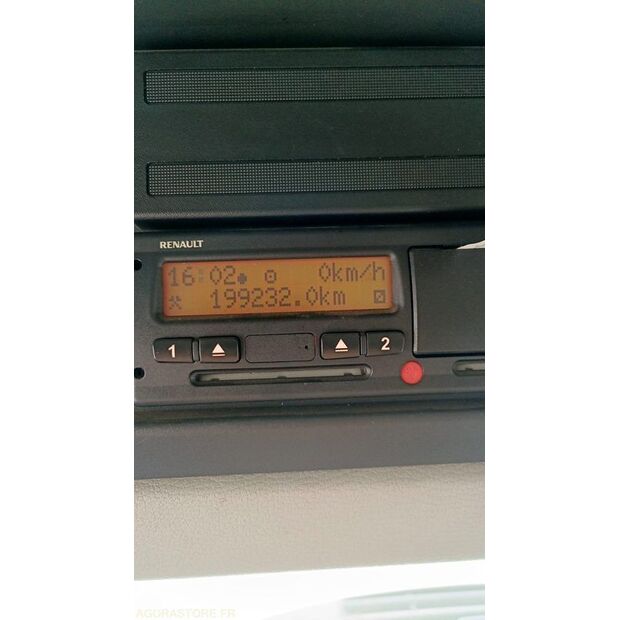 RENAULT
16:02 0km/h
199232.0km
1 2
AGORASTORE.FR